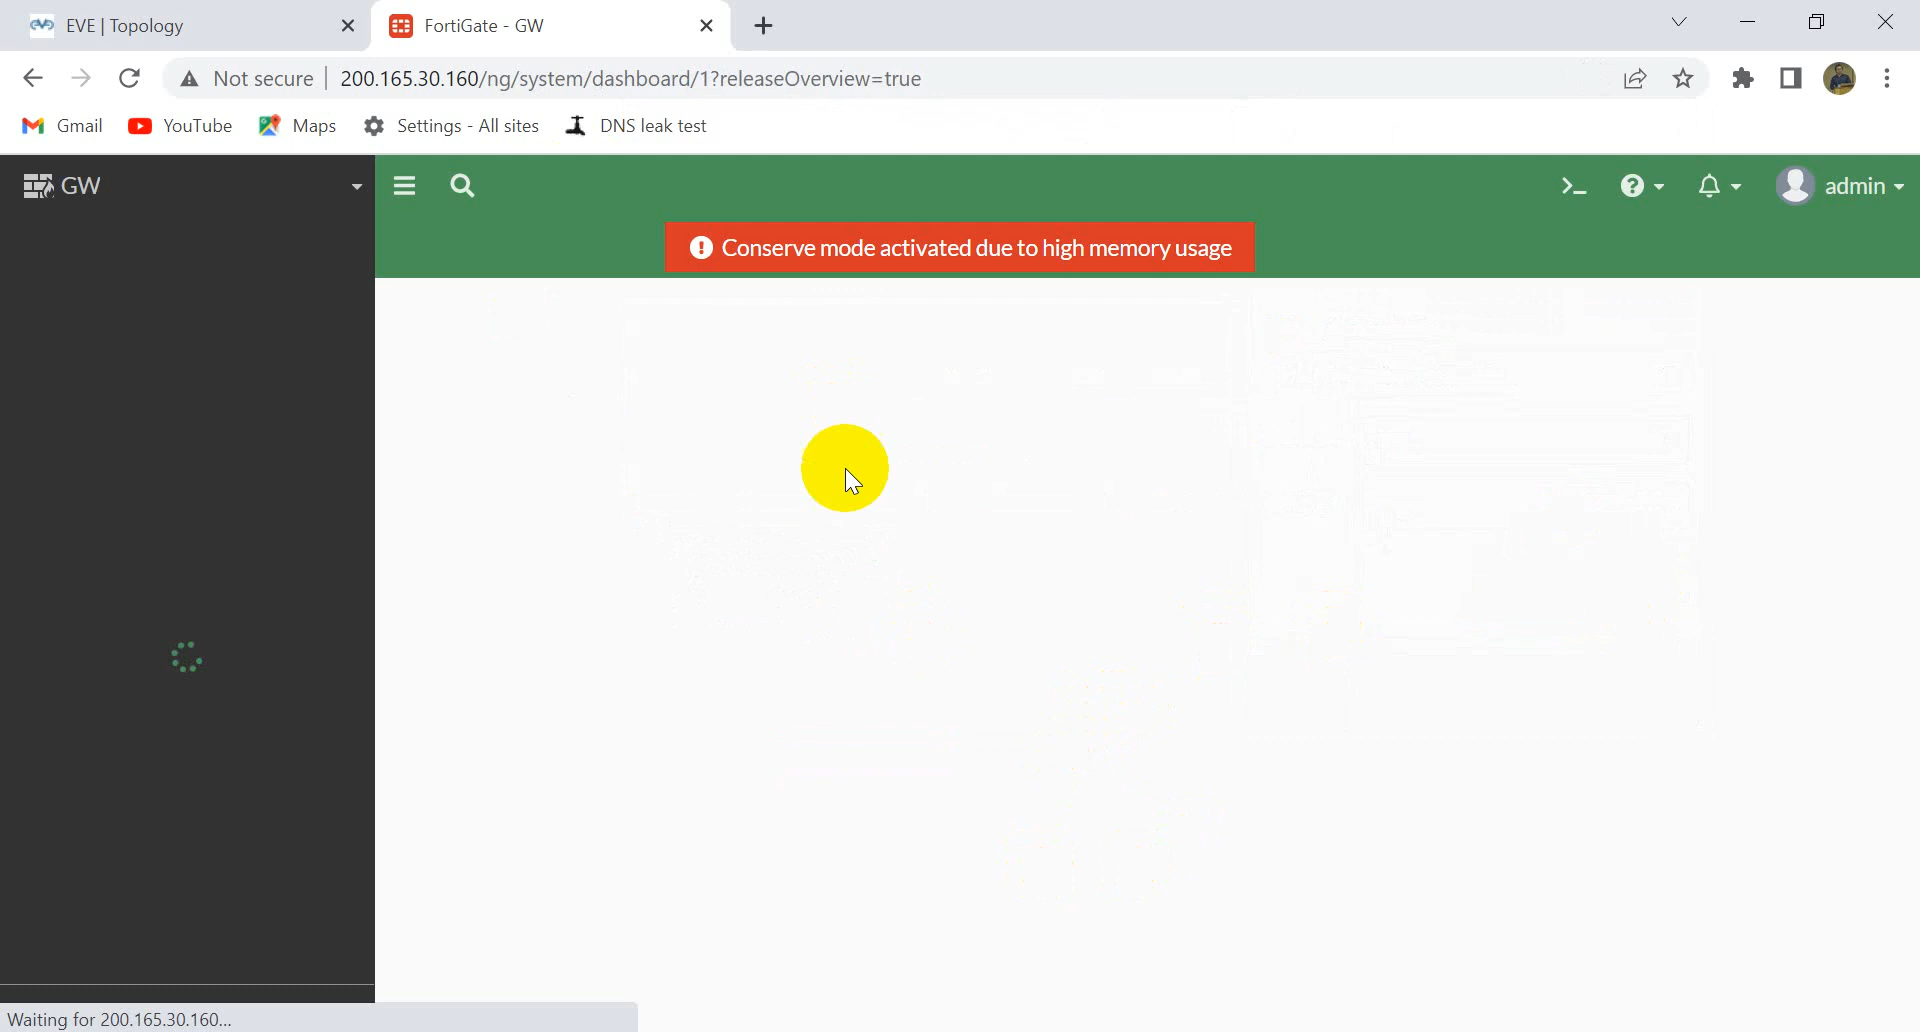 EVE | Topology
FortiGate - GW
Not secure
200.165.30.160/ng/system/dashboard/1?releaseOverview=true
Gmail
YouTube
Maps
Settings - All sites
DNS leak test
GW
admin
Conserve mode activated due to high memory usage
Waiting for 200.165.30.160...